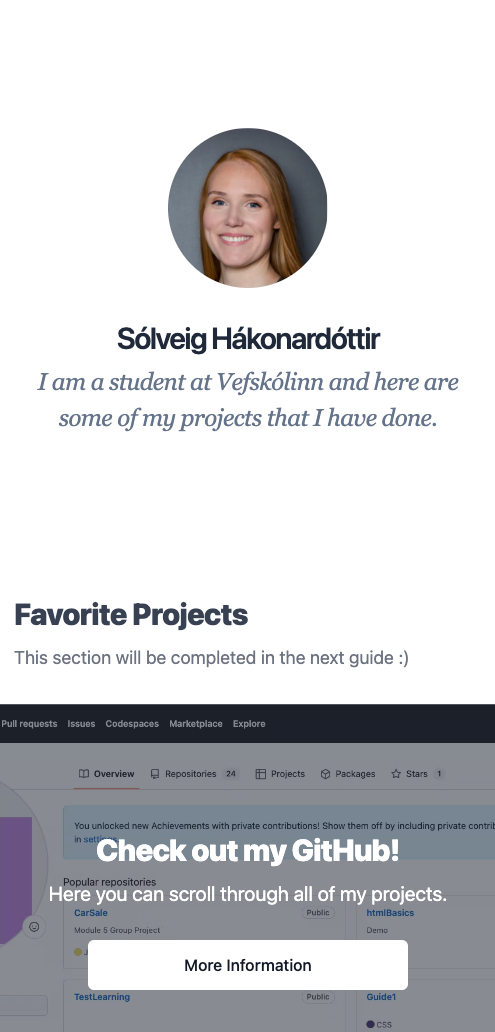 Sólveig Hákonardóttir
I am a student at Vefskólinn and here are
some of my projects that I have done.
Favorite Projects
This section will be completed in the next guide :)
Pull requests Issues Codespaces Marketplace Explore
Overview Repositories 24 Projects Packages Stars 1
You unlocked new Achievements with private contributions! Show them off by including private contrib
in settings
Check out my GitHub!
Popular repositories
Here you can scroll through all of my projects.
CarSale Public htmlBasics
Module 5 Group Project Demo
More Information
TestLearning Public Guide1
CSS